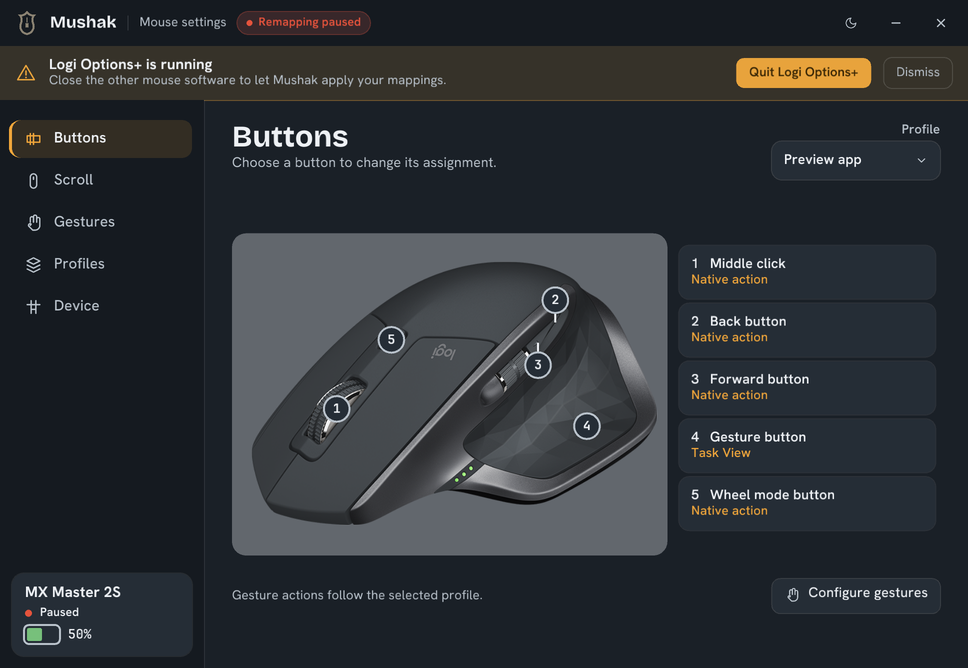 Mushak
Mouse settings
Remapping paused
Logi Options+ is running
Close the other mouse software to let Mushak apply your mappings.
Quit Logi Options+
Dismiss
Buttons
Scroll
Gestures
Profiles
Device
Buttons
Choose a button to change its assignment.
Profile
Preview app
1
2
3
4
5
logi
1 Middle click
Native action
2 Back button
Native action
3 Forward button
Native action
4 Gesture button
Task View
5 Wheel mode button
Native action
Gesture actions follow the selected profile.
Configure gestures
MX Master 2S
Paused
50%